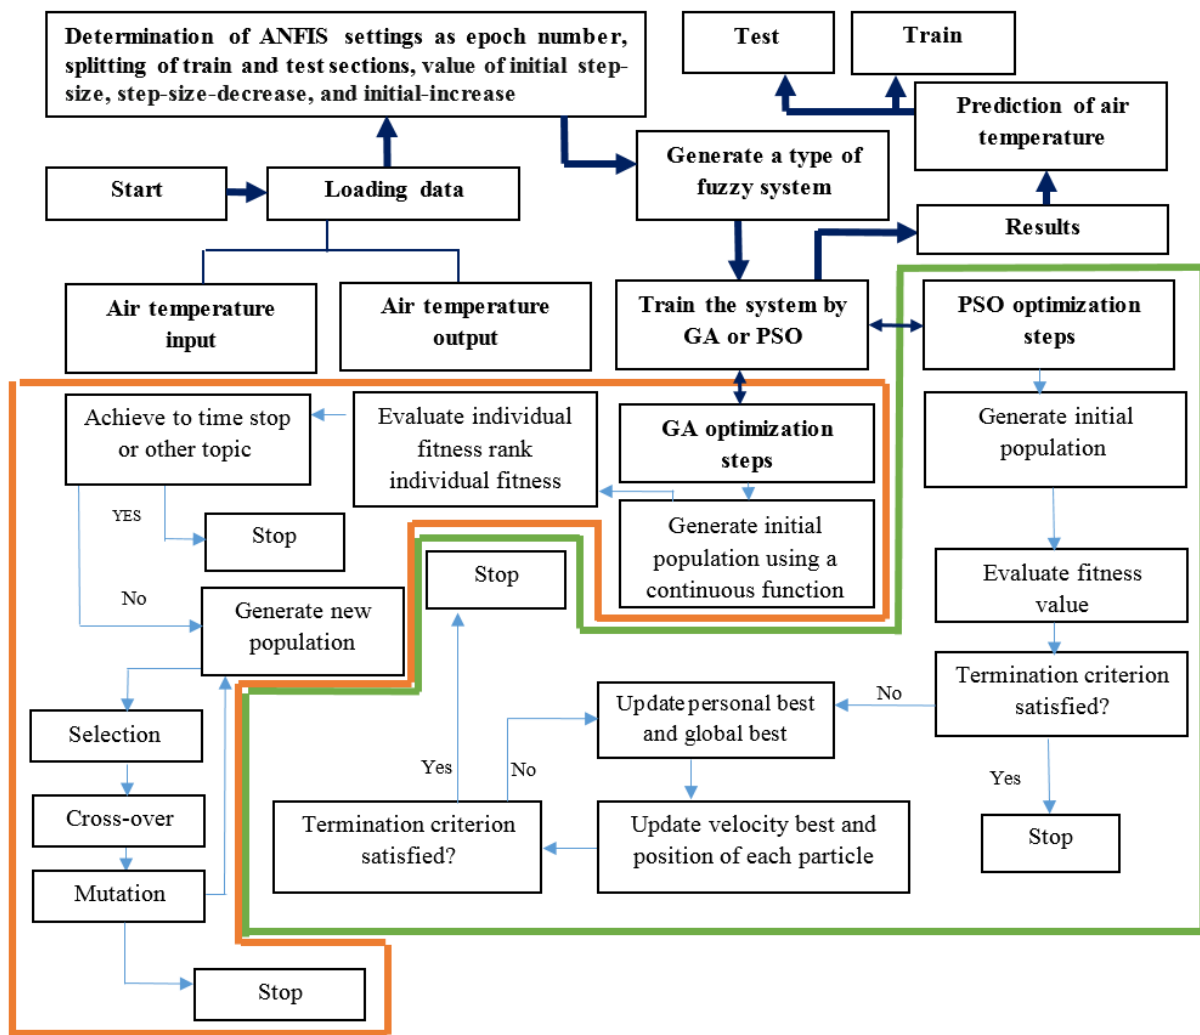 Determination of ANFIS settings as epoch number,
splitting of train and test sections, value of initial step-
size, step-size-decrease, and initial-increase
Test
Train
Prediction of air
temperature
Generate a type of
fuzzy system
Start
Loading data
Results
Air temperature
input
Air temperature
output
Train the system by
GA or PSO
PSO optimization
steps
Achieve to time stop
or other topic
Evaluate individual
fitness rank
individual fitness
GA optimization
steps
Generate initial
population
YES
Stop
Generate initial
population using a
continuous function
Stop
Evaluate fitness
value
No
Generate new
population
Termination criterion
satisfied?
No
Update personal best
and global best
Selection
Yes
No
Yes
Cross-over
Termination criterion
satisfied?
Update velocity best and
position of each particle
Stop
Mutation
Stop